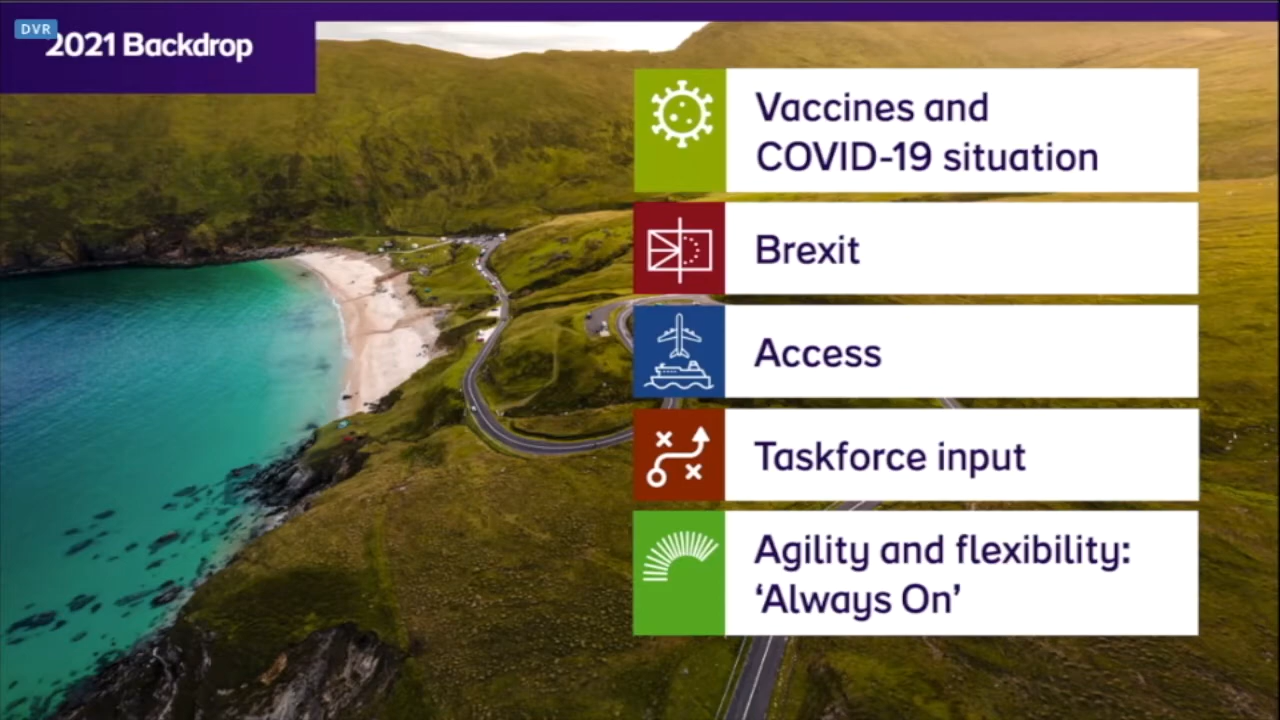 DVR
2021 Backdrop
Vaccines and
COVID-19 situation
Brexit
Access
Taskforce input
Agility and flexibility:
‘Always On’